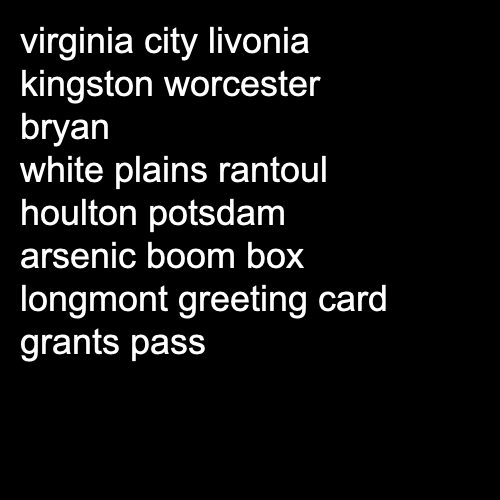 virginia city livonia
kingston worcester
bryan
white plains rantoul
houlton potsdam
arsenic boom box
longmont greeting card
grants pass